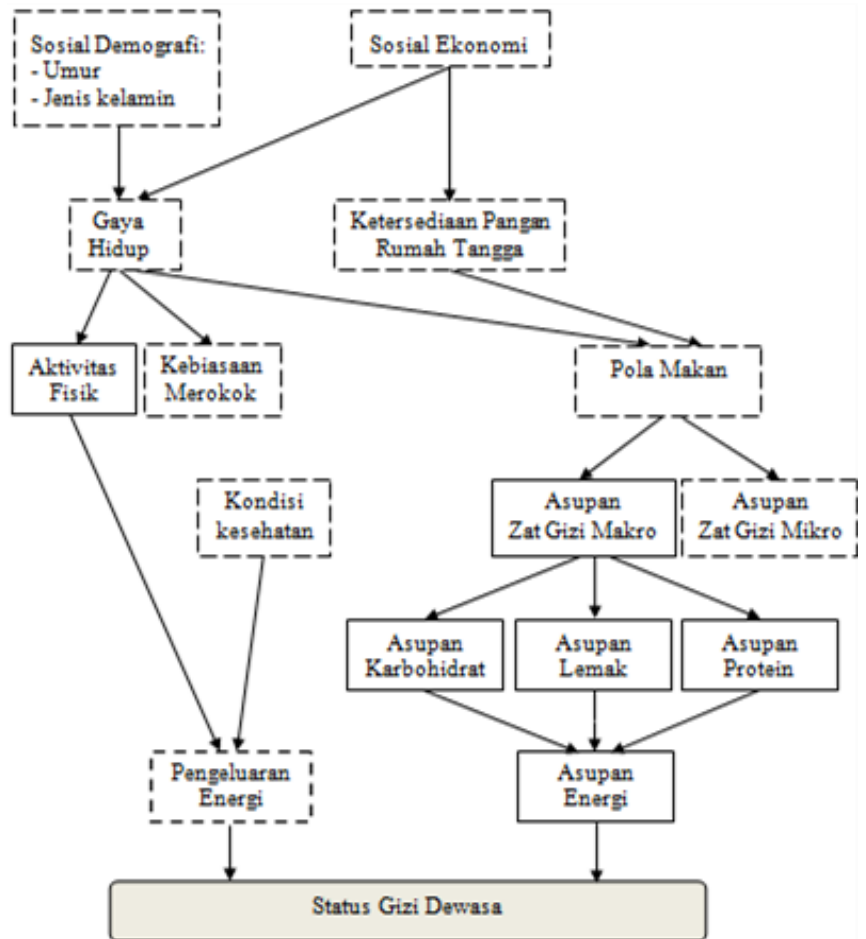 Sosial Demografi:
- Umur
- Jenis kelamin
Sosial Ekonomi
Gaya
Hidup
Ketersediaan Pangan
Rumah Tangga
Aktivitas
Fisik
Kebiasaan
Merokok
Pola Makan
Kondisi
kesehatan
Asupan
Zat Gizi Makro
Asupan
Zat Gizi Mikro
Asupan
Karbohidrat
Asupan
Lemak
Asupan
Protein
Pengeluaran
Energi
Asupan
Energi
Status Gizi Dewasa